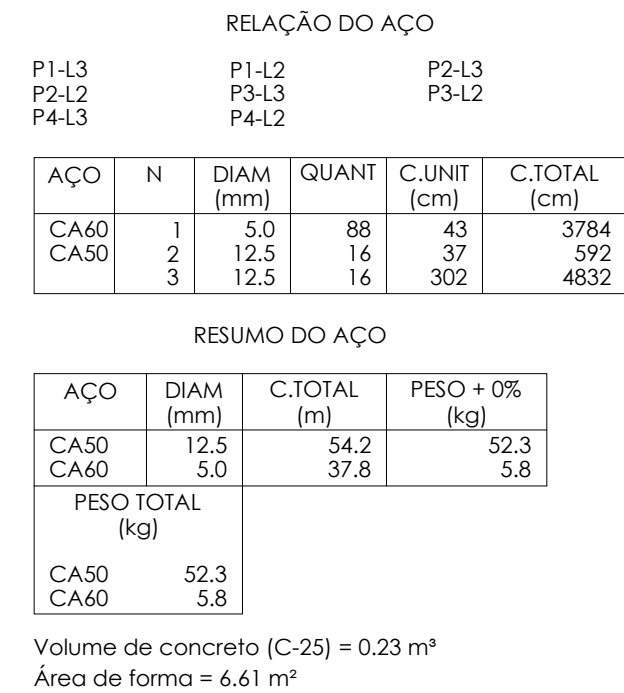 RELAÇÃO DO AÇO
P1-L3 P1-L2 P2-L3
P2-L2 P3-L3 P3-L2
P4-L3 P4-L2
AÇO N DIAM QUANT C.UNIT C.TOTAL
(mm) (cm) (cm)
CA60 1 5.0 88 43 3784
CA50 2 12.5 16 37 592
3 12.5 16 302 4832
RESUMO DO AÇO
AÇO DIAM C.TOTAL PESO + 0%
(mm) (m) (kg)
CA50 12.5 54.2 52.3
CA60 5.0 37.8 5.8
PESO TOTAL
(kg)
CA50 52.3
CA60 5.8
Volume de concreto (C-25) = 0.23 m³
Área de forma = 6.61 m²